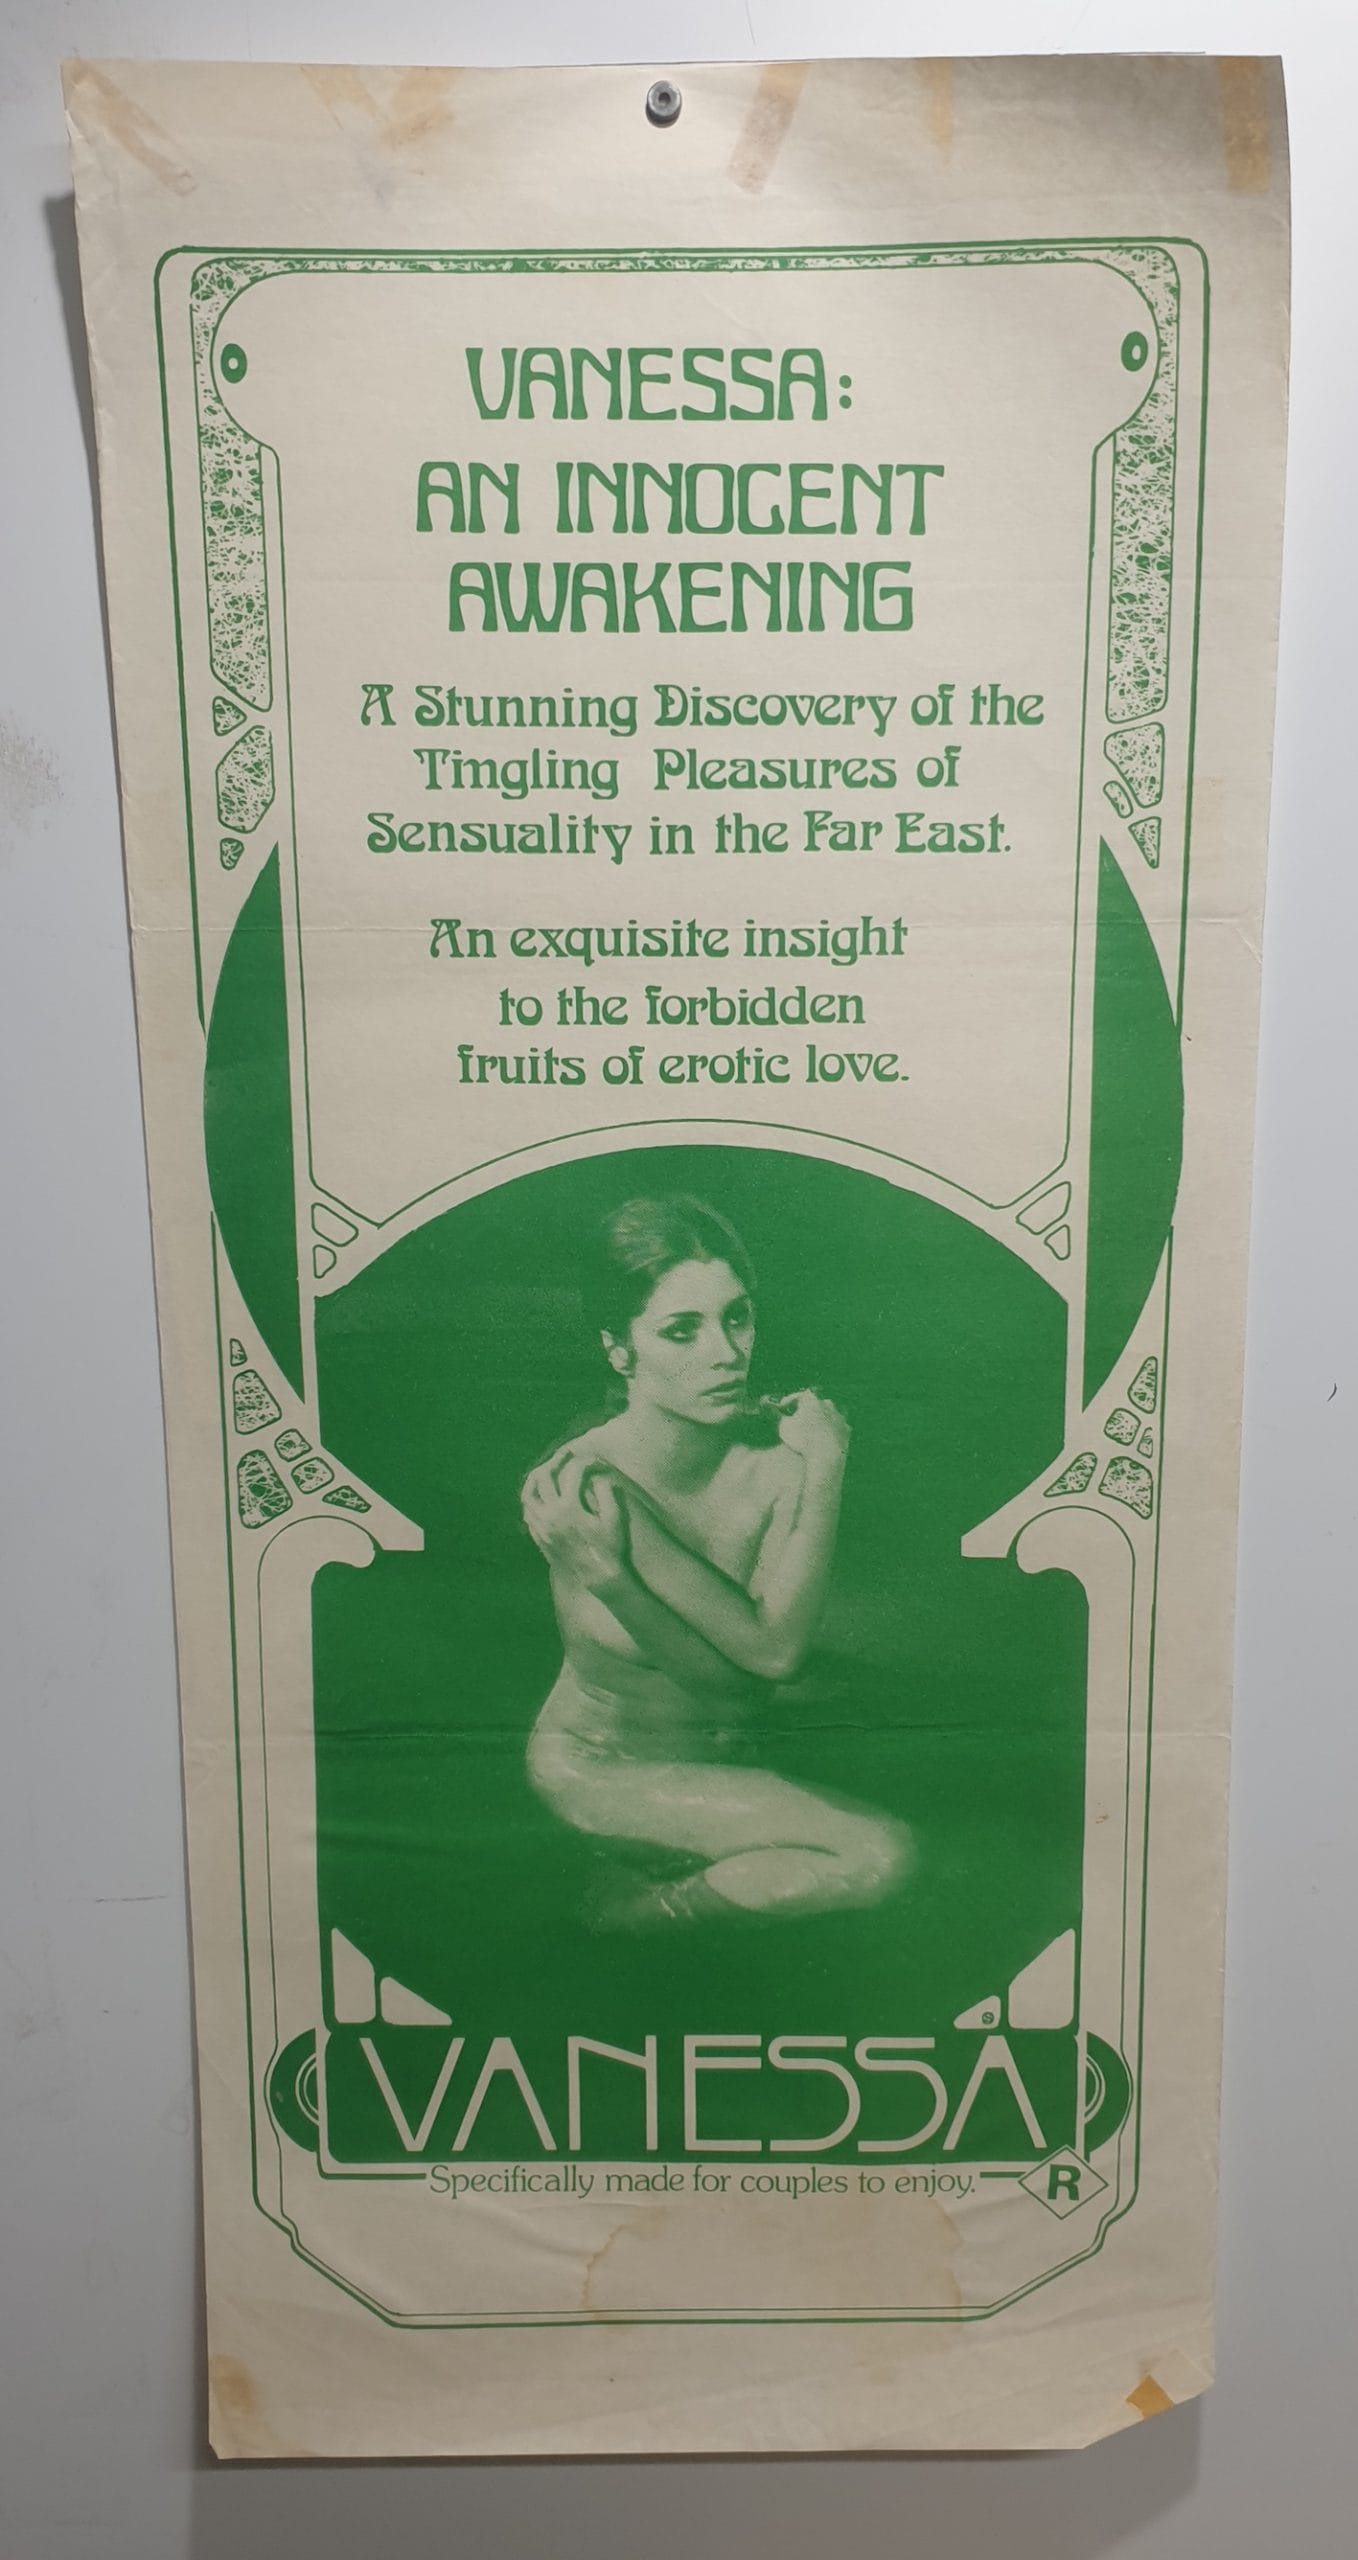 VANESSA:
AN INNOCENT
AWAKENING
A Stunning Discovery of the
Tingling Pleasures of
Sensuality in the Far East.
An exquisite insight
to the forbidden
fruits of erotic love.
S
VANESSA
Specifically made for couples to enjoy.
R